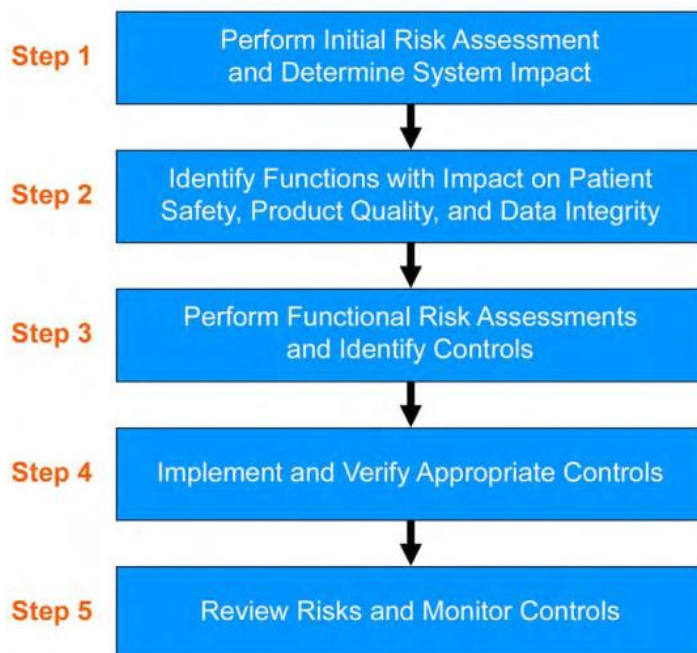 Step 1
Perform Initial Risk Assessment
and Determine System Impact
Step 2
Identify Functions with Impact on Patient
Safety, Product Quality, and Data Integrity
Step 3
Perform Functional Risk Assessments
and Identify Controls
Step 4
Implement and Verify Appropriate Controls
Step 5
Review Risks and Monitor Controls